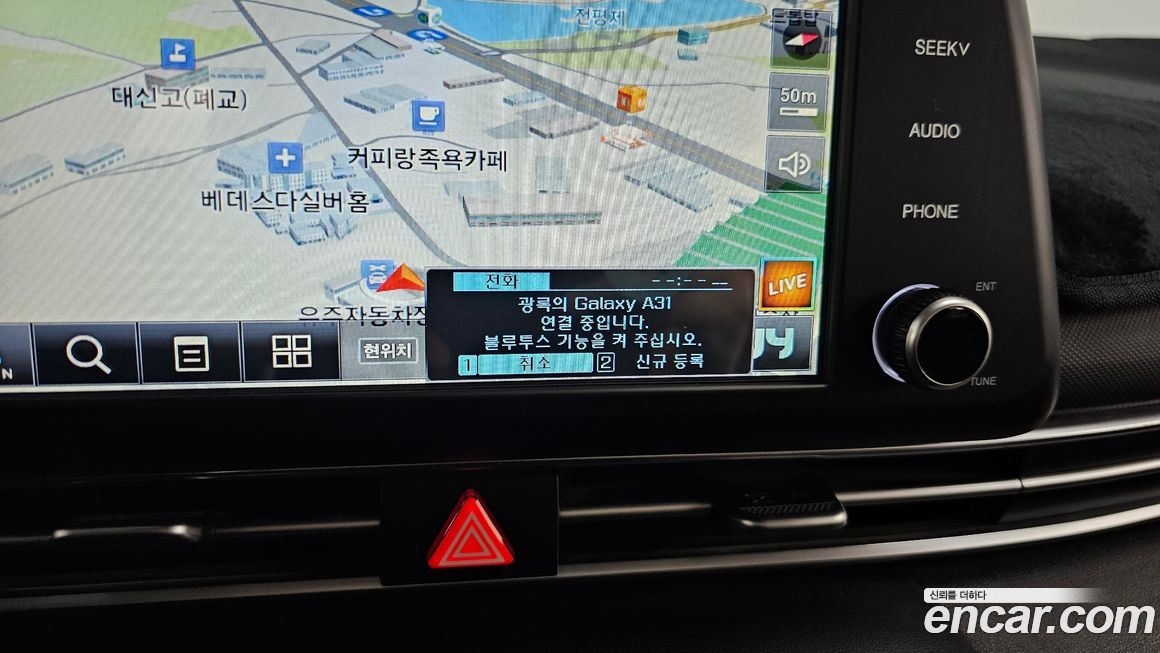 전평제
드롭탑
SEEK∨
대신고(폐교)
50m
AUDIO
커피랑족욕카페
베데스다실버홈
PHONE
전화
--:-- --
LIVE
ENT
광록의 Galaxy A31
연결 중입니다.
블루투스 기능을 켜 주십시오.
현위치
1 취소 2 신규 등록
TUNE
N
신뢰를 더하다
encar.com